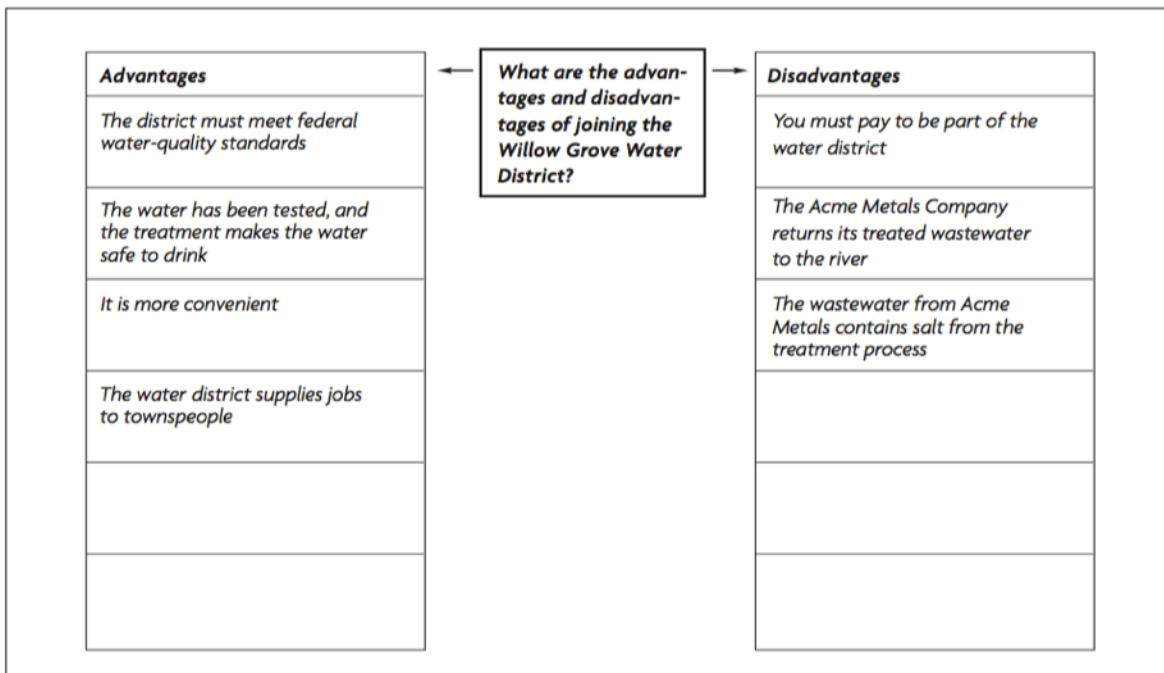 Advantages
The district must meet federal
water-quality standards
The water has been tested, and
the treatment makes the water
safe to drink
It is more convenient
The water district supplies jobs
to townspeople
What are the advan-
tages and disadvan-
tages of joining the
Willow Grove Water
District?
Disadvantages
You must pay to be part of the
water district
The Acme Metals Company
returns its treated wastewater
to the river
The wastewater from Acme
Metals contains salt from the
treatment process